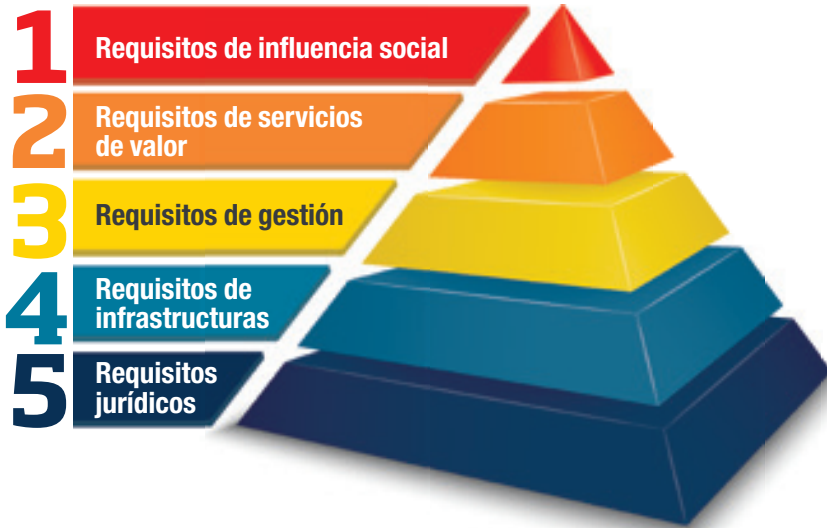 1
Requisitos de influencia social
2
Requisitos de servicios
de valor
3
Requisitos de gestión
4
Requisitos de
infrastructuras
5
Requisitos
jurídicos